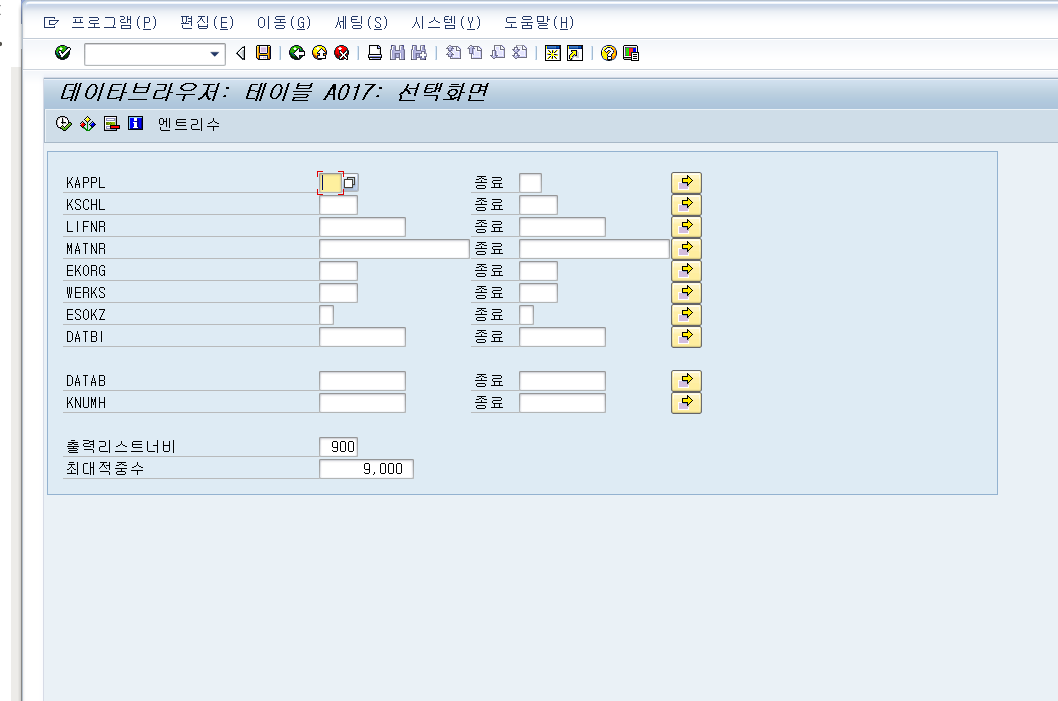 프로그램(P) 편집(E) 이동(G) 세팅(S) 시스템(Y) 도움말(H)
데이타브라우저: 테이블 A017: 선택화면
엔트리수
KAPPL 종료
KSCHL 종료
LIFNR 종료
MATNR 종료
EKORG 종료
WERKS 종료
ESOKZ 종료
DATBI 종료
DATAB 종료
KNUMH 종료
출력리스트너비 900
최대적중수 9,000